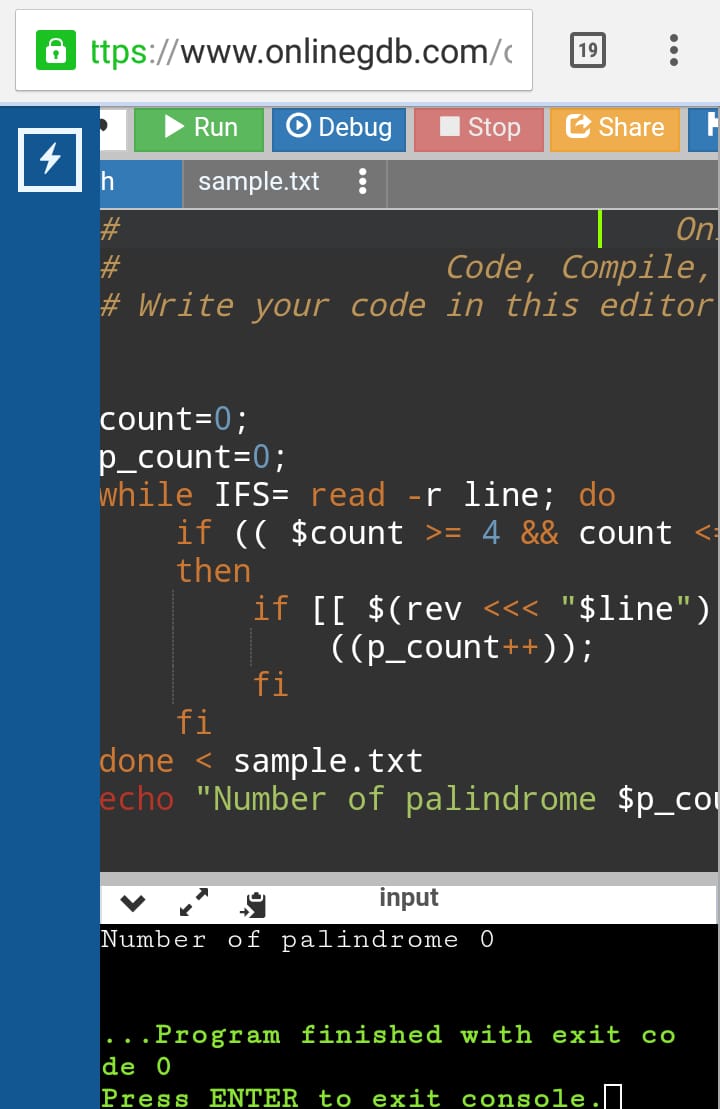 ttps://www.onlinegdb.com/
19
Run Debug Stop Share
h sample.txt
#
# Code, Compile,
# Write your code in this editor
count=0;
p_count=0;
while IFS= read -r line; do
if (( $count >= 4 && count <=
then
if [[ $(rev <<< "$line")
((p_count++));
fi
fi
done < sample.txt
echo "Number of palindrome $p_cou
input
Number of palindrome 0
...Program finished with exit co
de 0
Press ENTER to exit console.